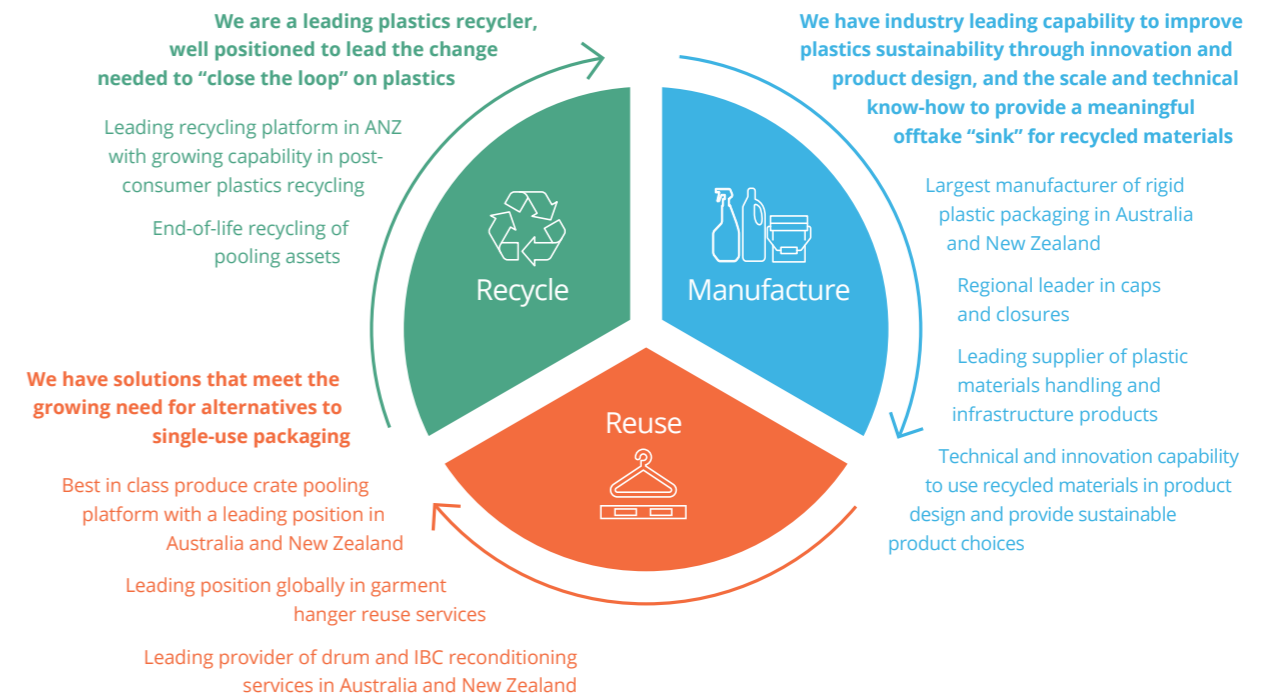 We are a leading plastics recycler,
well positioned to lead the change
needed to “close the loop” on plastics
Leading recycling platform in ANZ
with growing capability in post-
consumer plastics recycling
End-of-life recycling of
pooling assets
Recycle
We have industry leading capability to improve
plastics sustainability through innovation and
product design, and the scale and technical
know-how to provide a meaningful
offtake “sink” for recycled materials
Largest manufacturer of rigid
plastic packaging in Australia
and New Zealand
Regional leader in caps
and closures
Leading supplier of plastic
materials handling and
infrastructure products
Technical and innovation capability
to use recycled materials in product
design and provide sustainable
product choices
Manufacture
We have solutions that meet the
growing need for alternatives to
single-use packaging
Best in class produce crate pooling
platform with a leading position in
Australia and New Zealand
Leading position globally in garment
hanger reuse services
Leading provider of drum and IBC reconditioning
services in Australia and New Zealand
Reuse